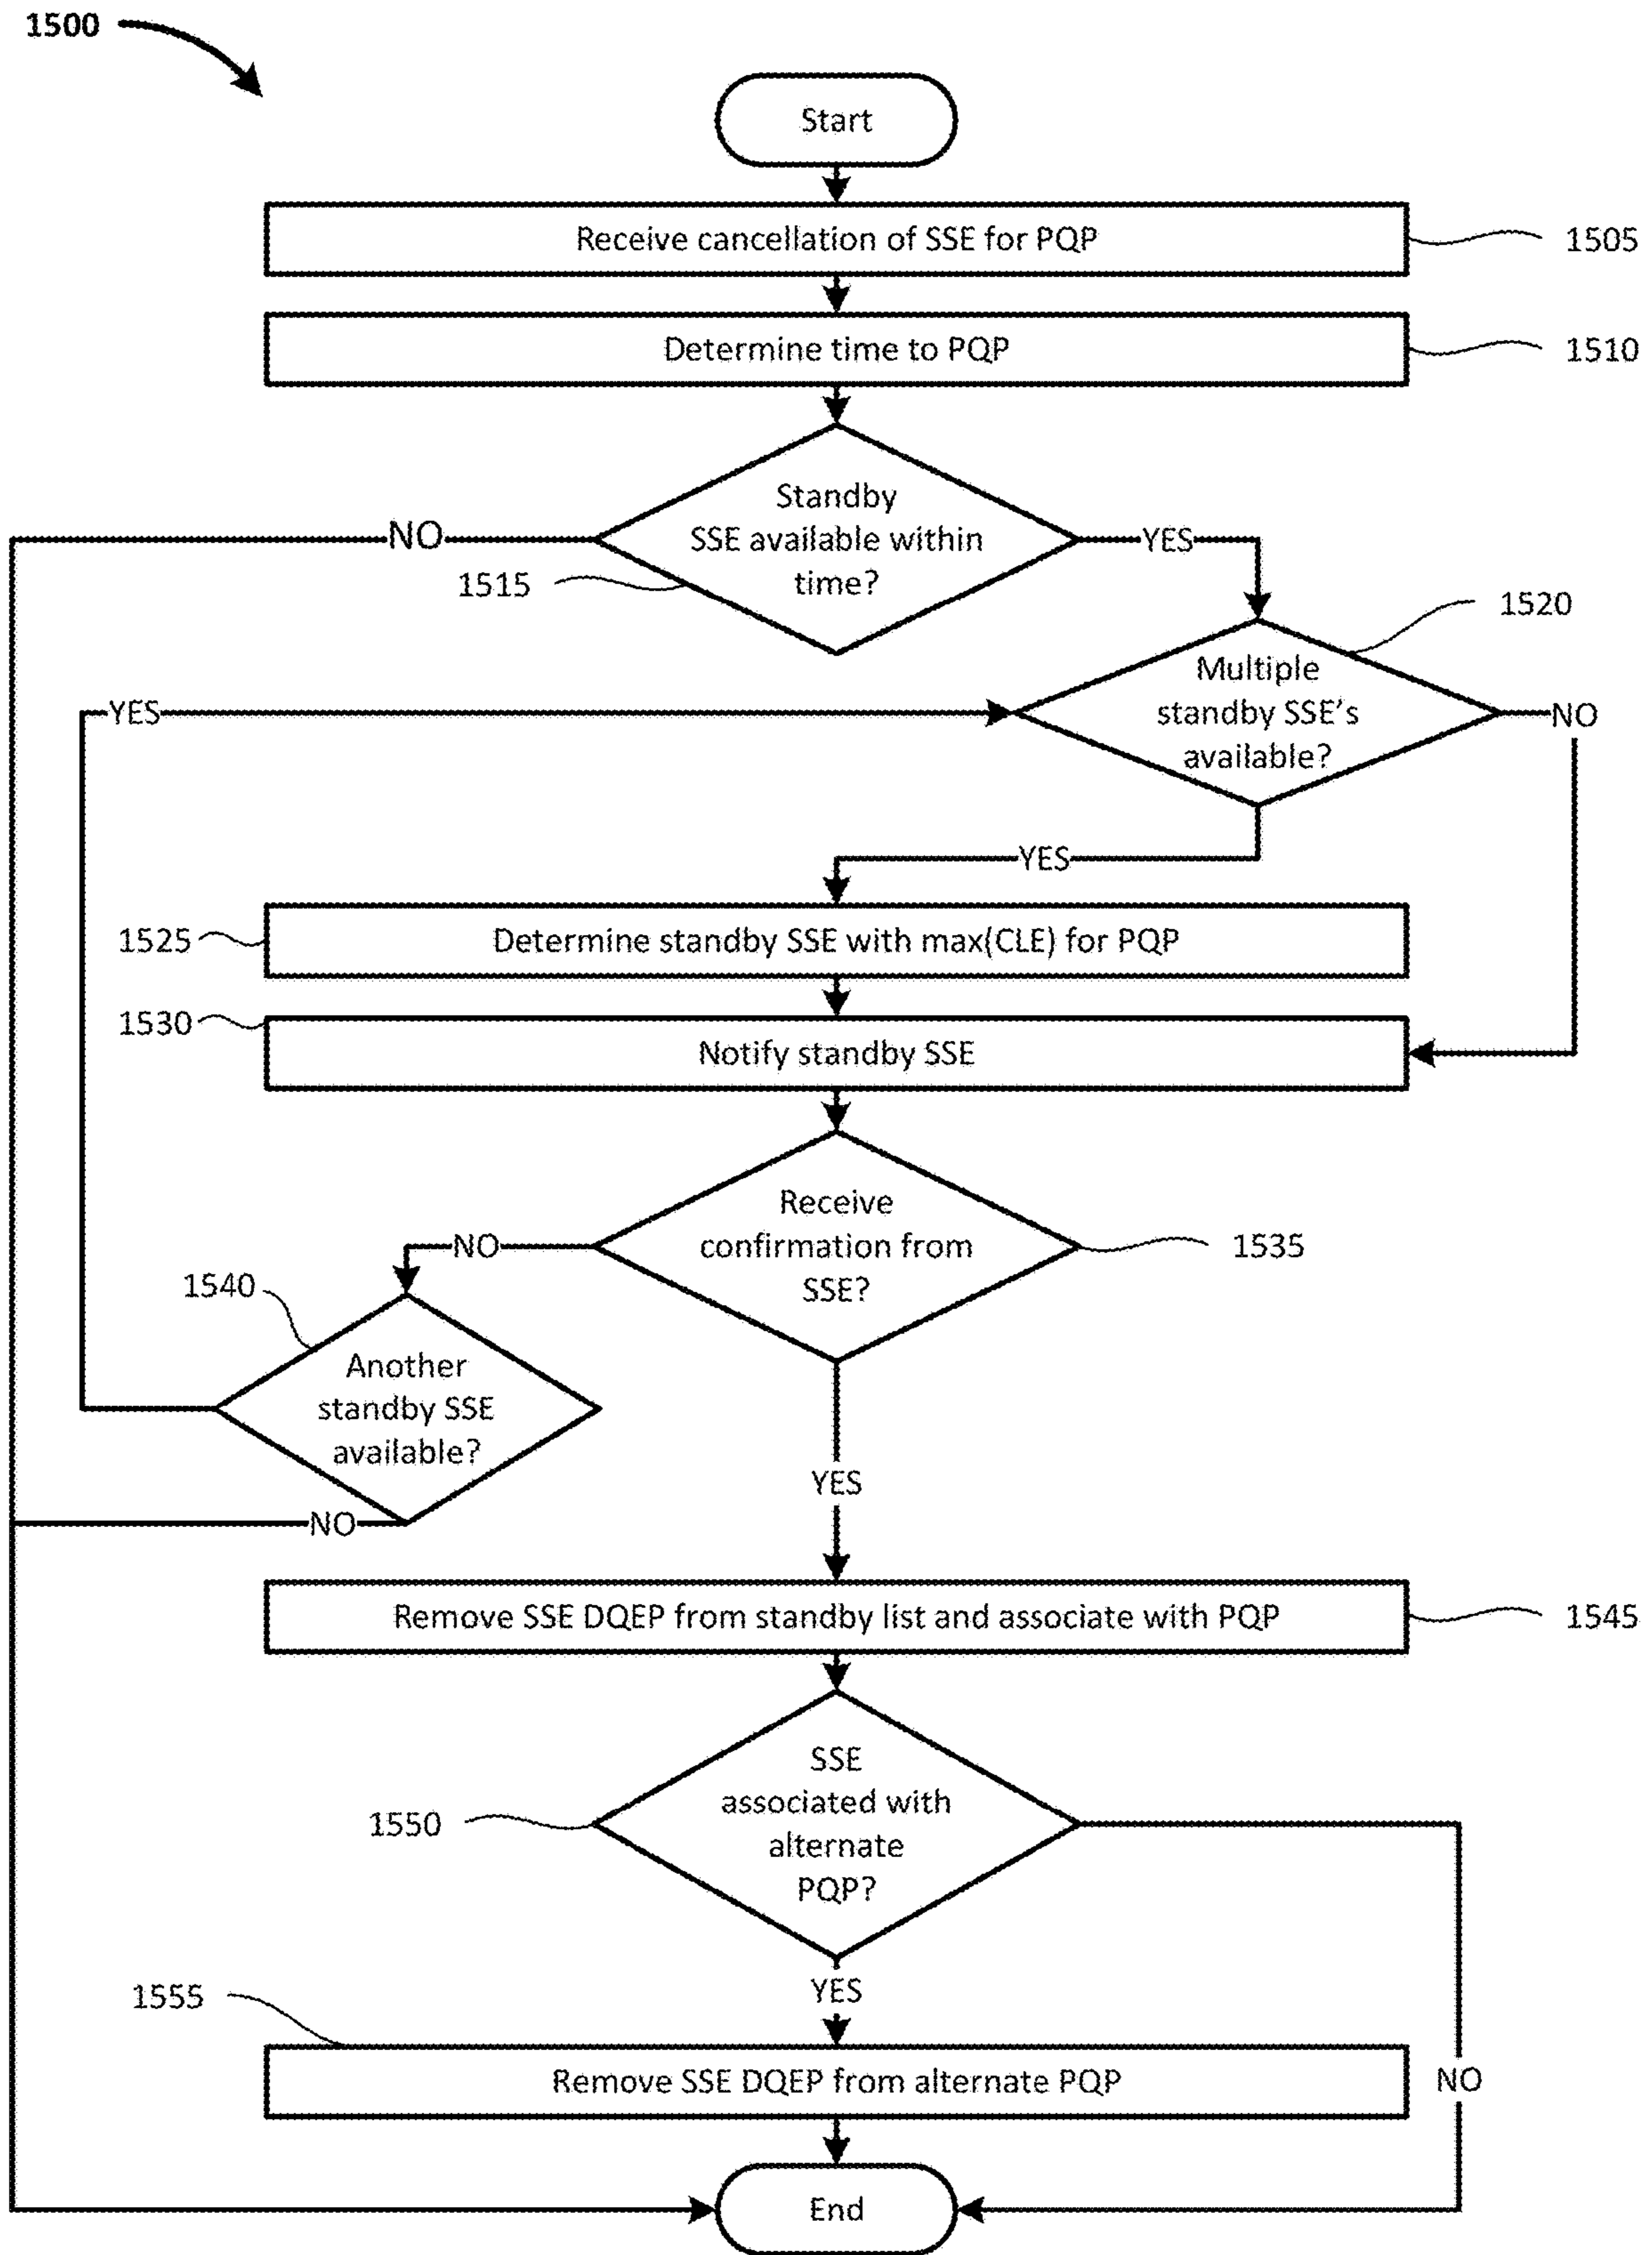 1500
Start
Receive cancellation of SSE for PQP
1505
Determine time to PQP
1510
Standby
SSE available within
time?
NO
YES
1515
1520
Multiple
standby SSE's
available?
YES
NO
YES
1525
Determine standby SSE with max(CLE) for PQP
1530
Notify standby SSE
Receive
confirmation from
SSE?
NO
1535
1540
Another
standby SSE
available?
YES
NO
Remove SSE DQEP from standby list and associate with PQP
1545
SSE
associated with
alternate
PQP?
1550
YES
1555
Remove SSE DQEP from alternate PQP
NO
End